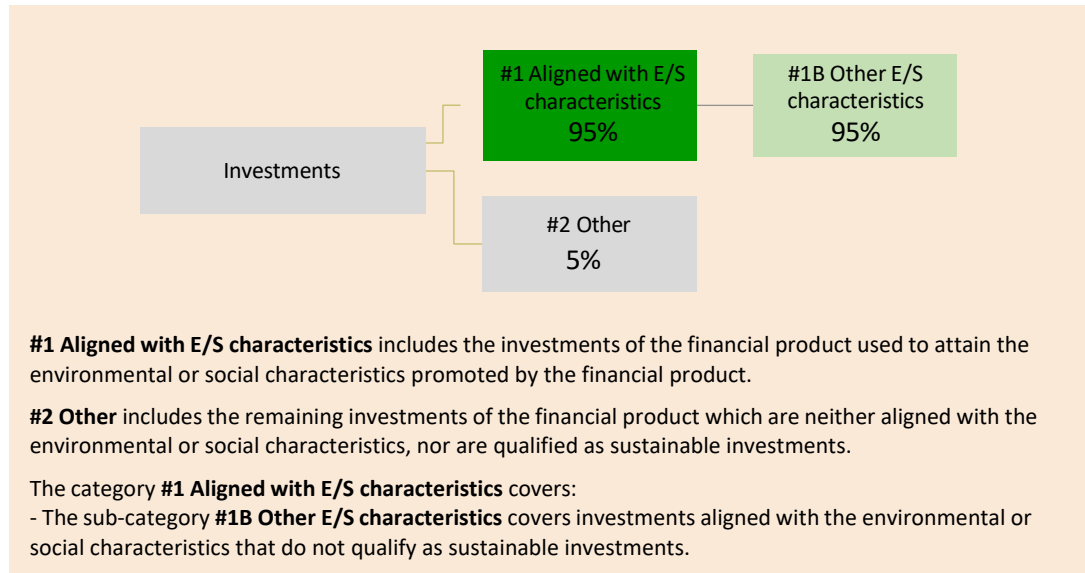 #1 Aligned with E/S
characteristics
95%
#1B Other E/S
characteristics
95%
Investments
#2 Other
5%
#1 Aligned with E/S characteristics includes the investments of the financial product used to attain the
environmental or social characteristics promoted by the financial product.
#2 Other includes the remaining investments of the financial product which are neither aligned with the
environmental or social characteristics, nor are qualified as sustainable investments.
The category #1 Aligned with E/S characteristics covers:
- The sub-category #1B Other E/S characteristics covers investments aligned with the environmental or
social characteristics that do not qualify as sustainable investments.